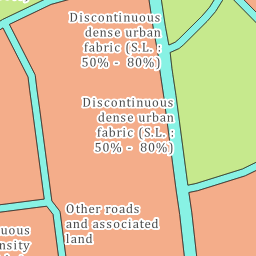 Discontinuous
dense urban
fabric (S.L. :
50% - 80%)
Discontinuous
dense urban
fabric (S.L. :
50% - 80%)
Other roads
and associated
land